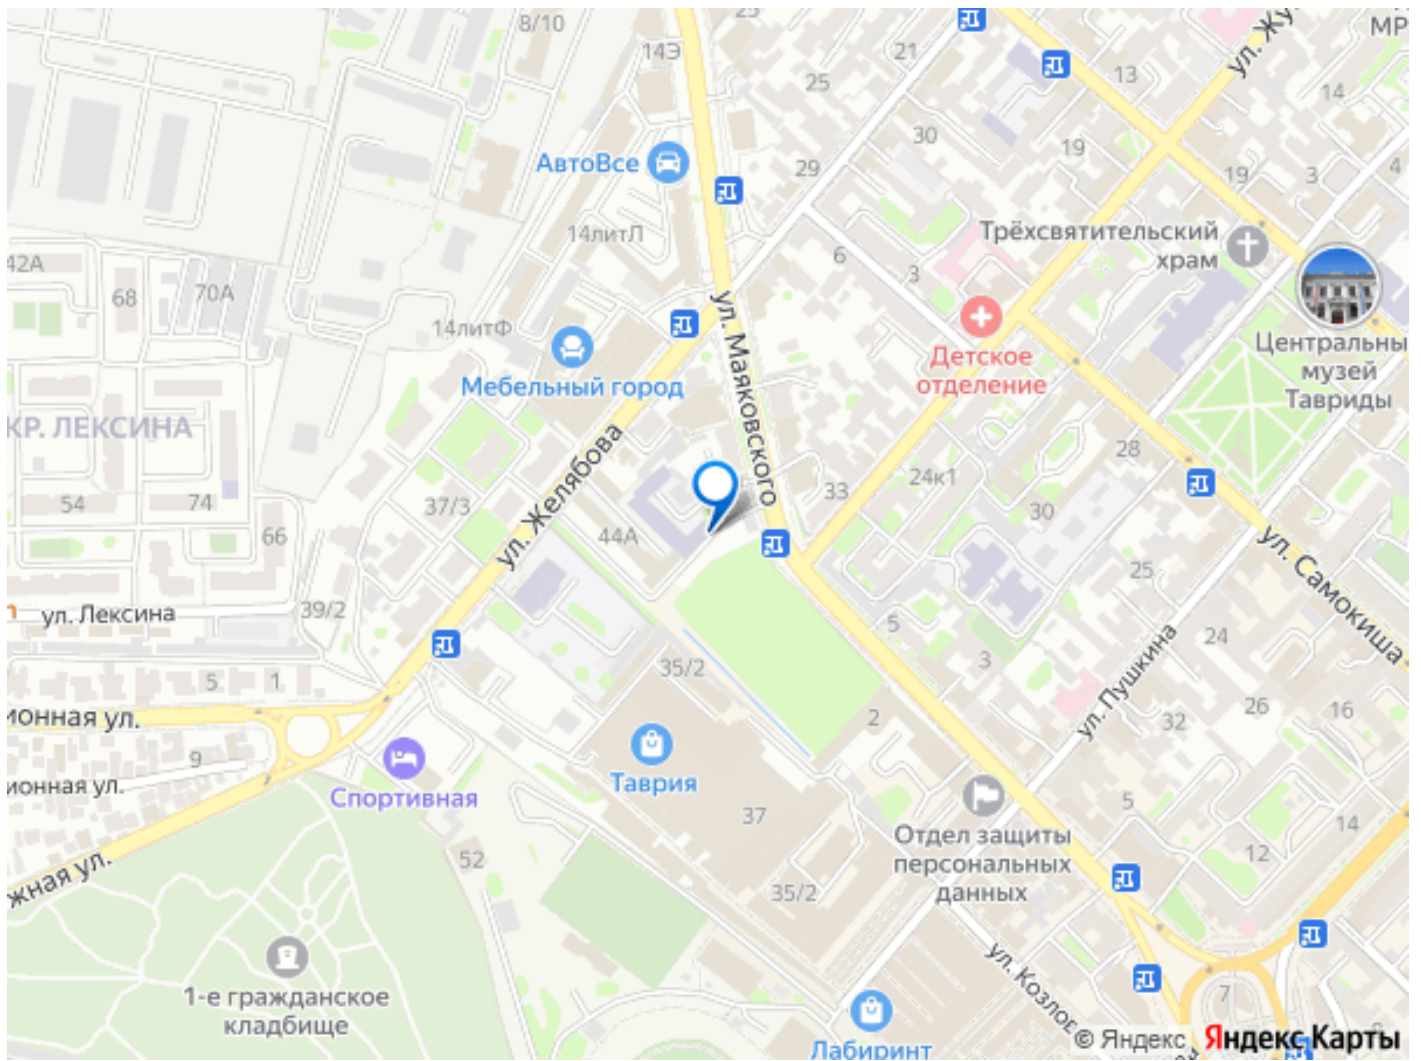 8/10
14Э
25
21
МР
ул. Жу
25
13
14
30
АвтоВсе
29
19
19
3
4
14литЛ
Трёхсвятительский
храм
6
3
42А
68
70А
14литФ
ул. Маяковского
Мебельный город
Детское
отделение
Центральны
музей
Тавриды
КР. ЛЕКСИНА
ул. Желябова
28
54
74
37/3
24к1
33
30
66
44А
ул. Самокиша
25
39/2
ул. Лексина
5
24
3
35/2
ул. Пушкина
5
1
ионная ул.
2
32
26
16
9
ионная ул.
Спортивная
Таврия
37
5
14
Отдел защиты
персональных
данных
52
12
жная ул.
35/2
1-е гражданское
кладбище
ул. Козлов
7
Лабиринт
© Яндекс
Яндекс Карты